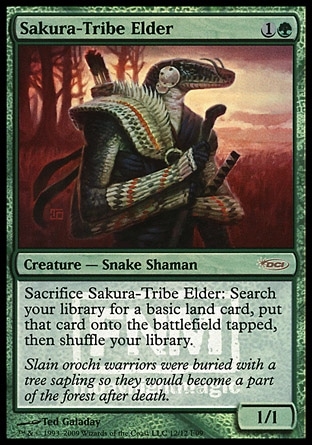 Sakura-Tribe Elder 1
Creature — Snake Shaman
DCI
Sacrifice Sakura-Tribe Elder: Search
your library for a basic land card, put
that card onto the battlefield tapped,
then shuffle your library.
Slain orochi warriors were buried with a
tree sapling so they would become a part
of the forest after death.
Ted Galaday
1/1